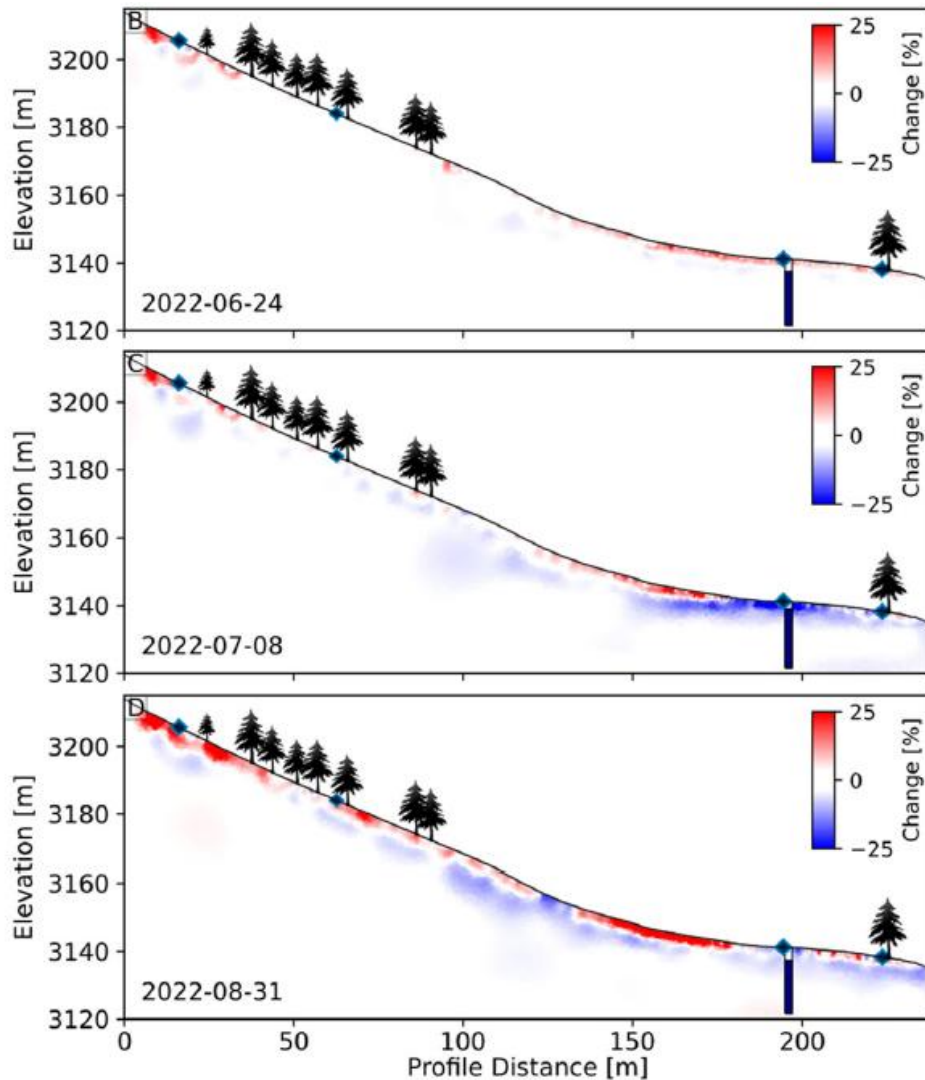 B
25
0
−25
Change [%]
3200
3180
3160
3140
3120
Elevation [m]
2022-06-24
C
25
0
−25
Change [%]
3200
3180
3160
3140
3120
Elevation [m]
2022-07-08
D
25
0
−25
Change [%]
3200
3180
3160
3140
3120
Elevation [m]
2022-08-31
0 50 100 150 200
Profile Distance [m]